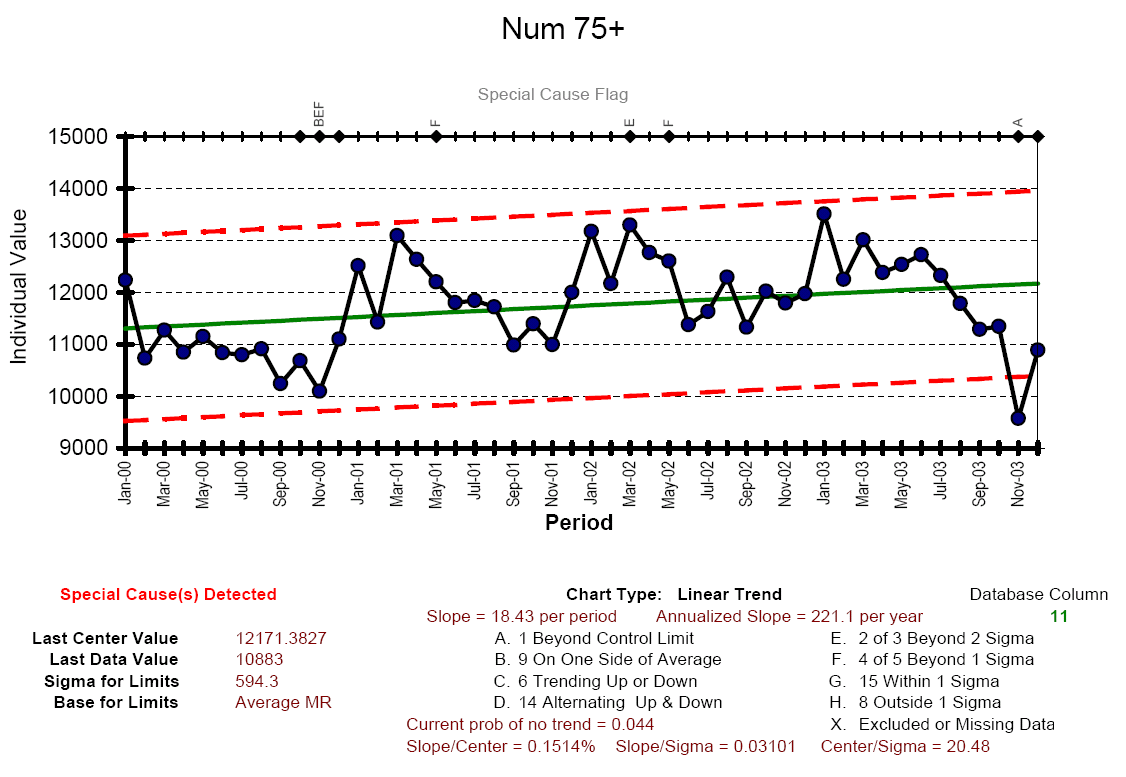 Num 75+
Special Cause Flag
BEF
F
E
F
A
Individual Value
15000
14000
13000
12000
11000
10000
9000
Jan-00
Mar-00
May-00
Jul-00
Sep-00
Nov-00
Jan-01
Mar-01
May-01
Jul-01
Sep-01
Nov-01
Jan-02
Mar-02
May-02
Jul-02
Sep-02
Nov-02
Jan-03
Mar-03
May-03
Jul-03
Sep-03
Nov-03
Period
Special Cause(s) Detected
Chart Type: Linear Trend
Database Column
Slope = 18.43 per period Annualized Slope = 221.1 per year
11
Last Center Value 12171.3827
A. 1 Beyond Control Limit
E. 2 of 3 Beyond 2 Sigma
Last Data Value 10883
B. 9 On One Side of Average
F. 4 of 5 Beyond 1 Sigma
Sigma for Limits 594.3
C. 6 Trending Up or Down
G. 15 Within 1 Sigma
Base for Limits Average MR
D. 14 Alternating Up & Down
H. 8 Outside 1 Sigma
Current prob of no trend = 0.044
X. Excluded or Missing Data
Slope/Center = 0.1514% Slope/Sigma = 0.03101 Center/Sigma = 20.48